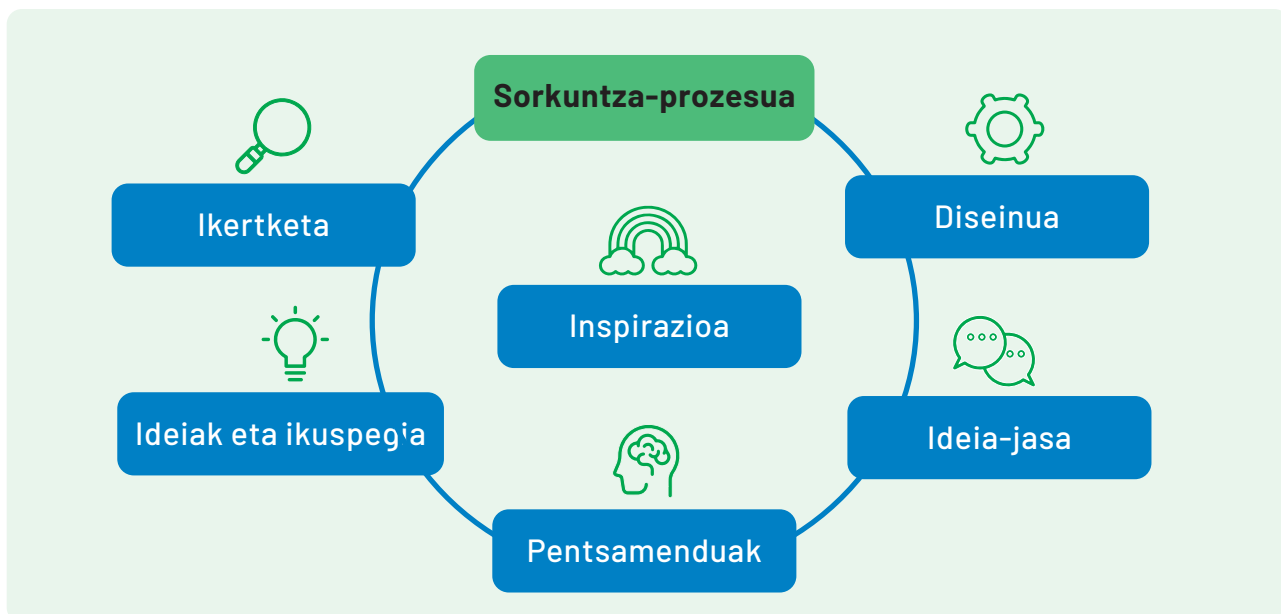 Sorkuntza-prozesua
Ikertketa
Diseinua
Inspirazioa
Ideiak eta ikuspegia
Ideia-jasa
Pentsamenduak